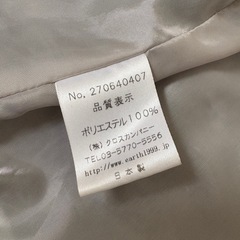 No. 270640407
品質表示
ポリエステル100%
(株) クロスカンパニー
TEL03-5770-5556
http://www.earth1999.jp/
日本製